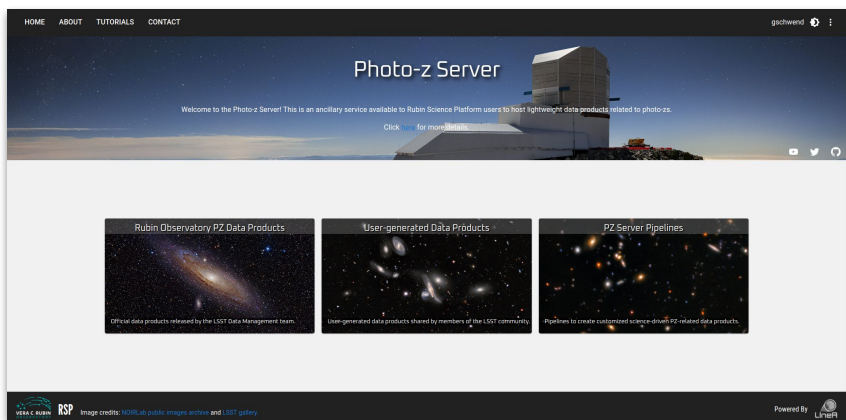 HOME ABOUT TUTORIALS CONTACT gschwend
Photo-z Server
Welcome to the Photo-z Server! This is an ancillary service available to Rubin Science Platform users to host lightweight data products related to photo-zs.
Click here for more details.
Rubin Observatory PZ Data Products
Official data products released by the LSST Data Management team.
User-generated Data Products
User-generated data products shared by members of the LSST community.
PZ Server Pipelines
Pipelines to create customized science-driven PZ-related data products.
VERA C. RUBIN
OBSERVATORY
RSP Image credits: NOIRLab public images archive and LSST gallery.
Powered By LIneA